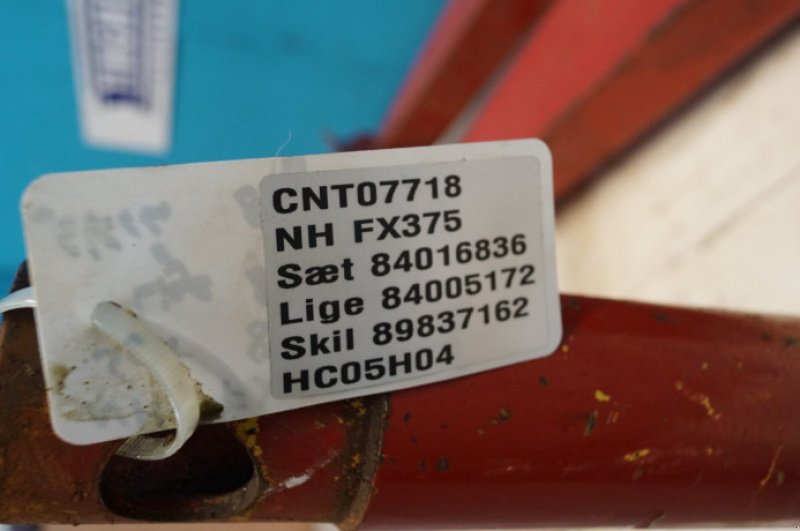 CNT07718
NH FX375
Sæt 84016836
Lige 84005172
Skil 89837162
HC05H04